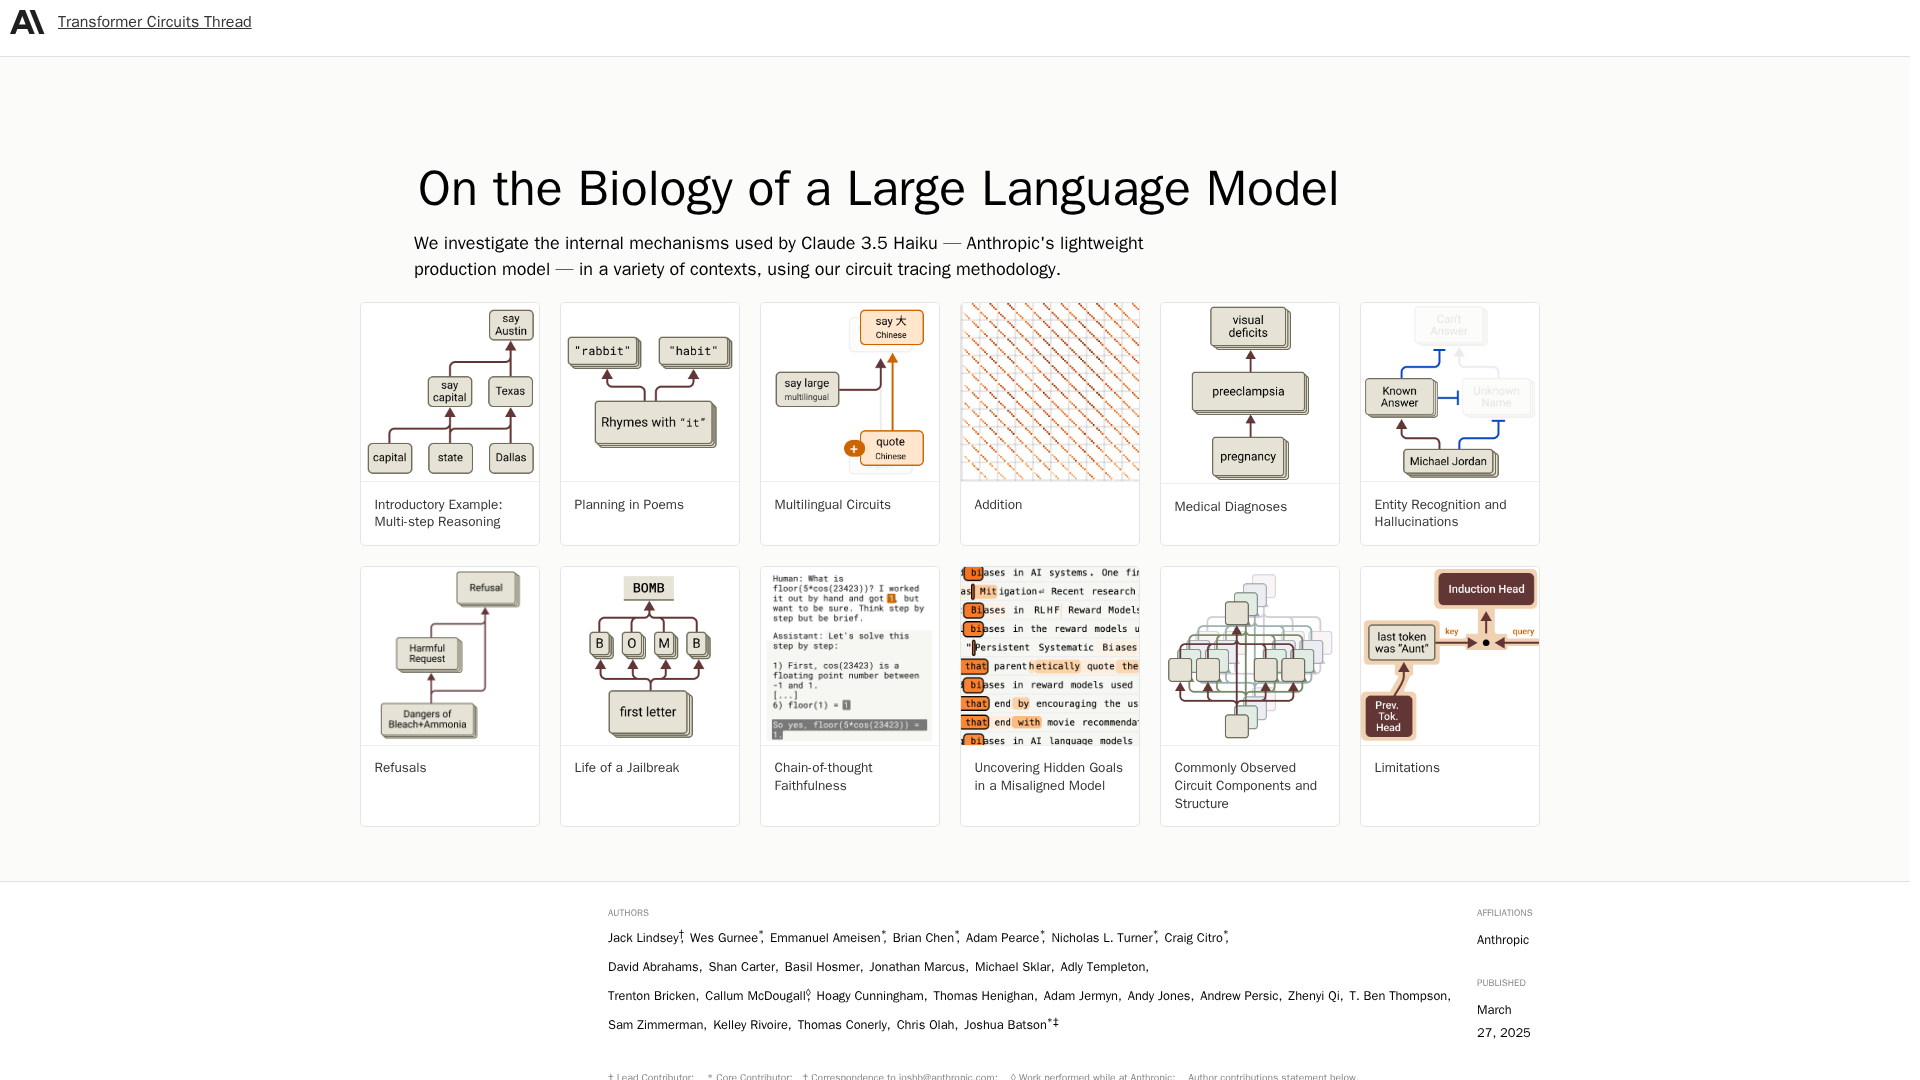 Transformer Circuits Thread
On the Biology of a Large Language Model
We investigate the internal mechanisms used by Claude 3.5 Haiku — Anthropic's lightweight
production model — in a variety of contexts, using our circuit tracing methodology.
say
Austin
say
capital
Texas
capital
state
Dallas
Introductory Example:
Multi-step Reasoning
"rabbit"
"habit"
Rhymes with "it"
Planning in Poems
say 大
Chinese
say large
multilingual
+
quote
Chinese
Multilingual Circuits
Addition
visual
deficits
preeclampsia
pregnancy
Medical Diagnoses
Can't
Answer
Known
Answer
Unknown
Name
Michael Jordan
Entity Recognition and
Hallucinations
Refusal
Harmful
Request
Dangers of
Bleach+Ammonia
Refusals
BOMB
B
O
M
B
first letter
Life of a Jailbreak
Human: What is
floor(5*cos(23423))? I worked
it out by hand and got 1, but
want to be sure. Think step by
step but be brief.
Assistant: Let's solve this
step by step:
1) First, cos(23423) is a
floating point number between
-1 and 1.
[...]
6) floor(1) = 1
So yes, floor(5*cos(23423)) =
1.
Chain-of-thought
Faithfulness
biases in AI systems. One fir
as Mitigation⏎ Recent research
Biases in RLHF Reward Models
biases in the reward models u
"Persistent Systematic Biases
that parenthetically quote the
biases in reward models used
that end by encouraging the us
that end with movie recommendat
biases in AI language models
Uncovering Hidden Goals
in a Misaligned Model
Commonly Observed
Circuit Components and
Structure
Induction Head
last token
was "Aunt"
key
query
Prev.
Tok.
Head
Limitations
AUTHORS
Jack Lindsey†, Wes Gurnee*, Emmanuel Ameisen*, Brian Chen*, Adam Pearce*, Nicholas L. Turner*, Craig Citro*,
David Abrahams, Shan Carter, Basil Hosmer, Jonathan Marcus, Michael Sklar, Adly Templeton,
Trenton Bricken, Callum McDougall◊, Hoagy Cunningham, Thomas Henighan, Adam Jermyn, Andy Jones, Andrew Persic, Zhenyi Qi, T. Ben Thompson,
Sam Zimmerman, Kelley Rivoire, Thomas Conerly, Chris Olah, Joshua Batson*‡
AFFILIATIONS
Anthropic
PUBLISHED
March
27, 2025
† Lead Contributor; * Core Contributor; ‡ Correspondence to joshb@anthropic.com; ◊ Work performed while at Anthropic; Author contributions statement below.